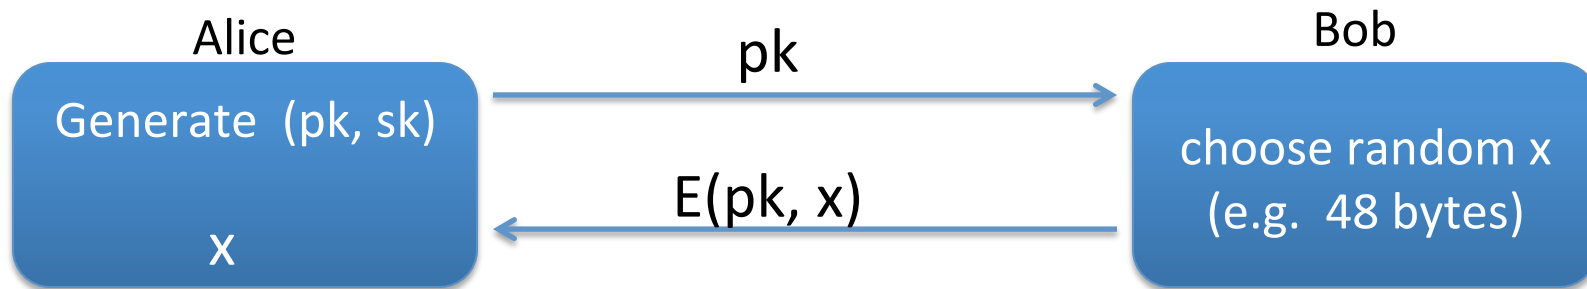 Alice
Generate (pk, sk)
x
pk
E(pk, x)
Bob
choose random x
(e.g. 48 bytes)